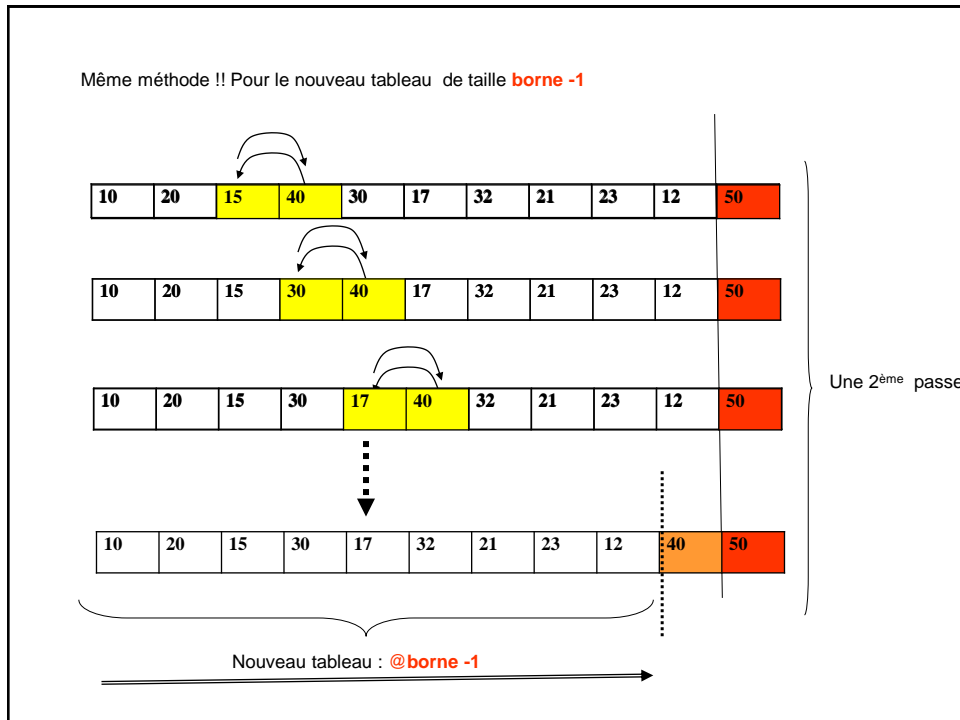 Même méthode !! Pour le nouveau tableau de taille borne -1
10 20 15 40 30 17 32 21 23 12 50
10 20 15 30 40 17 32 21 23 12 50
10 20 15 30 17 40 32 21 23 12 50
Une 2ème passe
10 20 15 30 17 32 21 23 12 40 50
Nouveau tableau : @borne -1